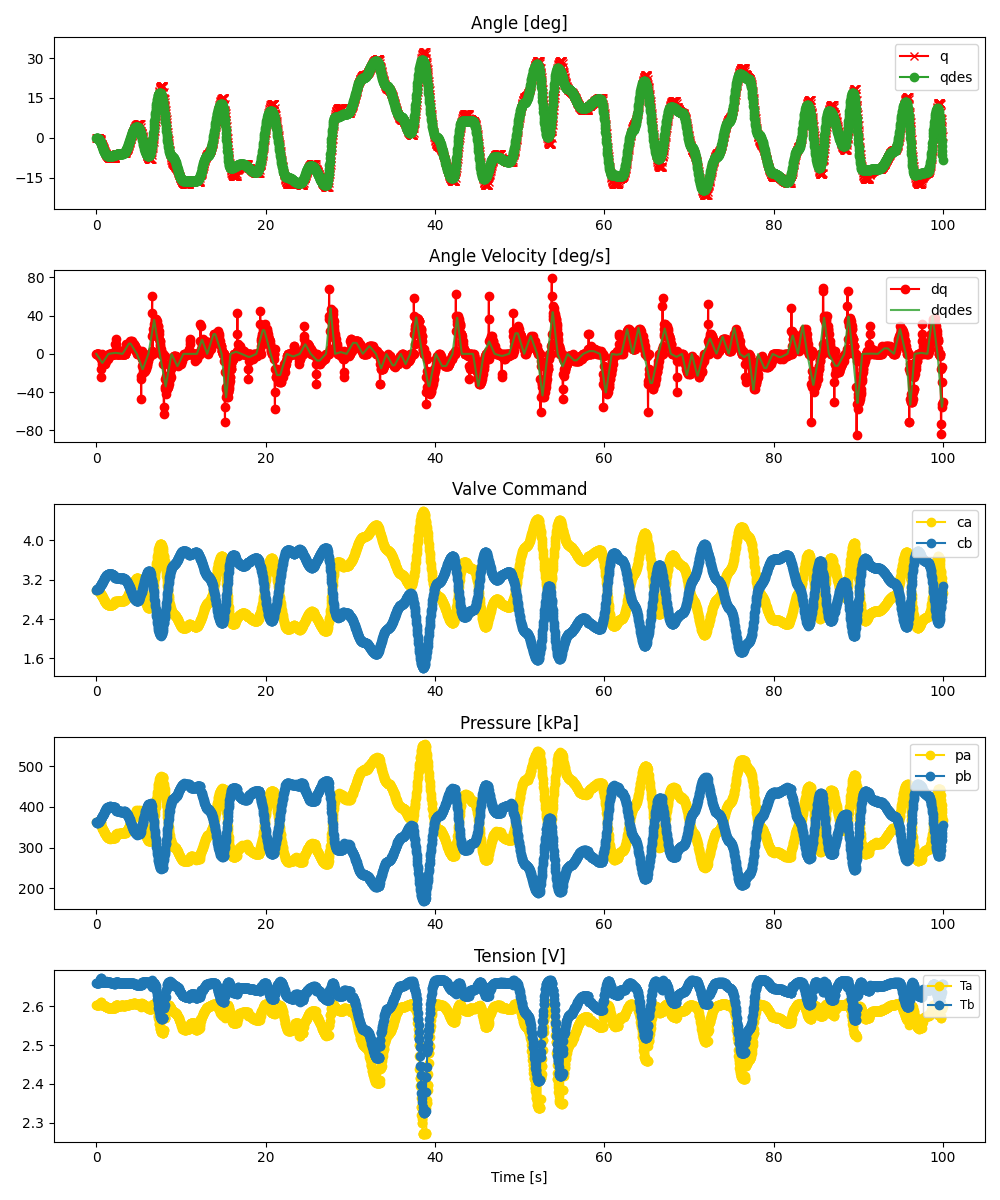 Angle [deg]
30
15
0
−15
q
qdes
0 20 40 60 80 100
Angle Velocity [deg/s]
80
40
0
−40
−80
dq
dqdes
0 20 40 60 80 100
Valve Command
4.0
3.2
2.4
1.6
ca
cb
0 20 40 60 80 100
Pressure [kPa]
500
400
300
200
pa
pb
0 20 40 60 80 100
Tension [V]
2.6
2.5
2.4
2.3
Ta
Tb
0 20 40 60 80 100
Time [s]